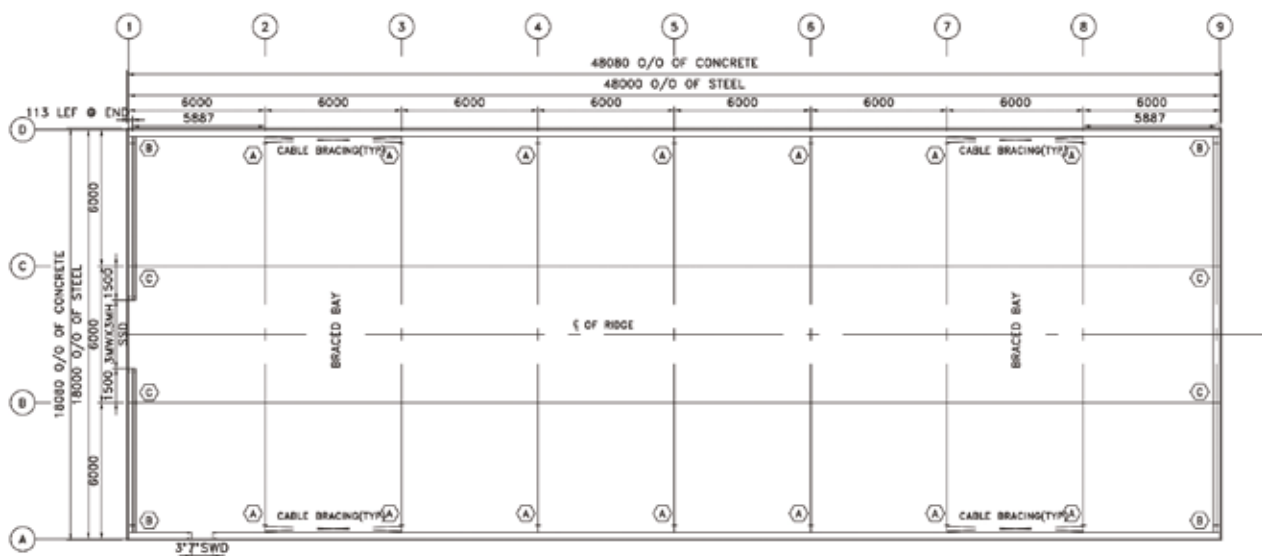 1 2 3 4 5 6 7 8 9
48080 O/O OF CONCRETE
48000 O/O OF STEEL
6000 6000 6000 6000 6000 6000 6000 6000
113 LEF @ END
5887 5887
D
B CABLE BRACING(TYP) CABLE BRACING(TYP) B
A A A A A A A
6000
C
C C
18080 O/O OF CONCRETE
18000 O/O OF STEEL
6000
1500 3MWX3MH 1500
SSD
BRACED BAY
℄ OF RIDGE
BRACED BAY
C C
B
6000
A A A A A A A
B CABLE BRACING(TYP) CABLE BRACING(TYP) B
A
3'7'SWD